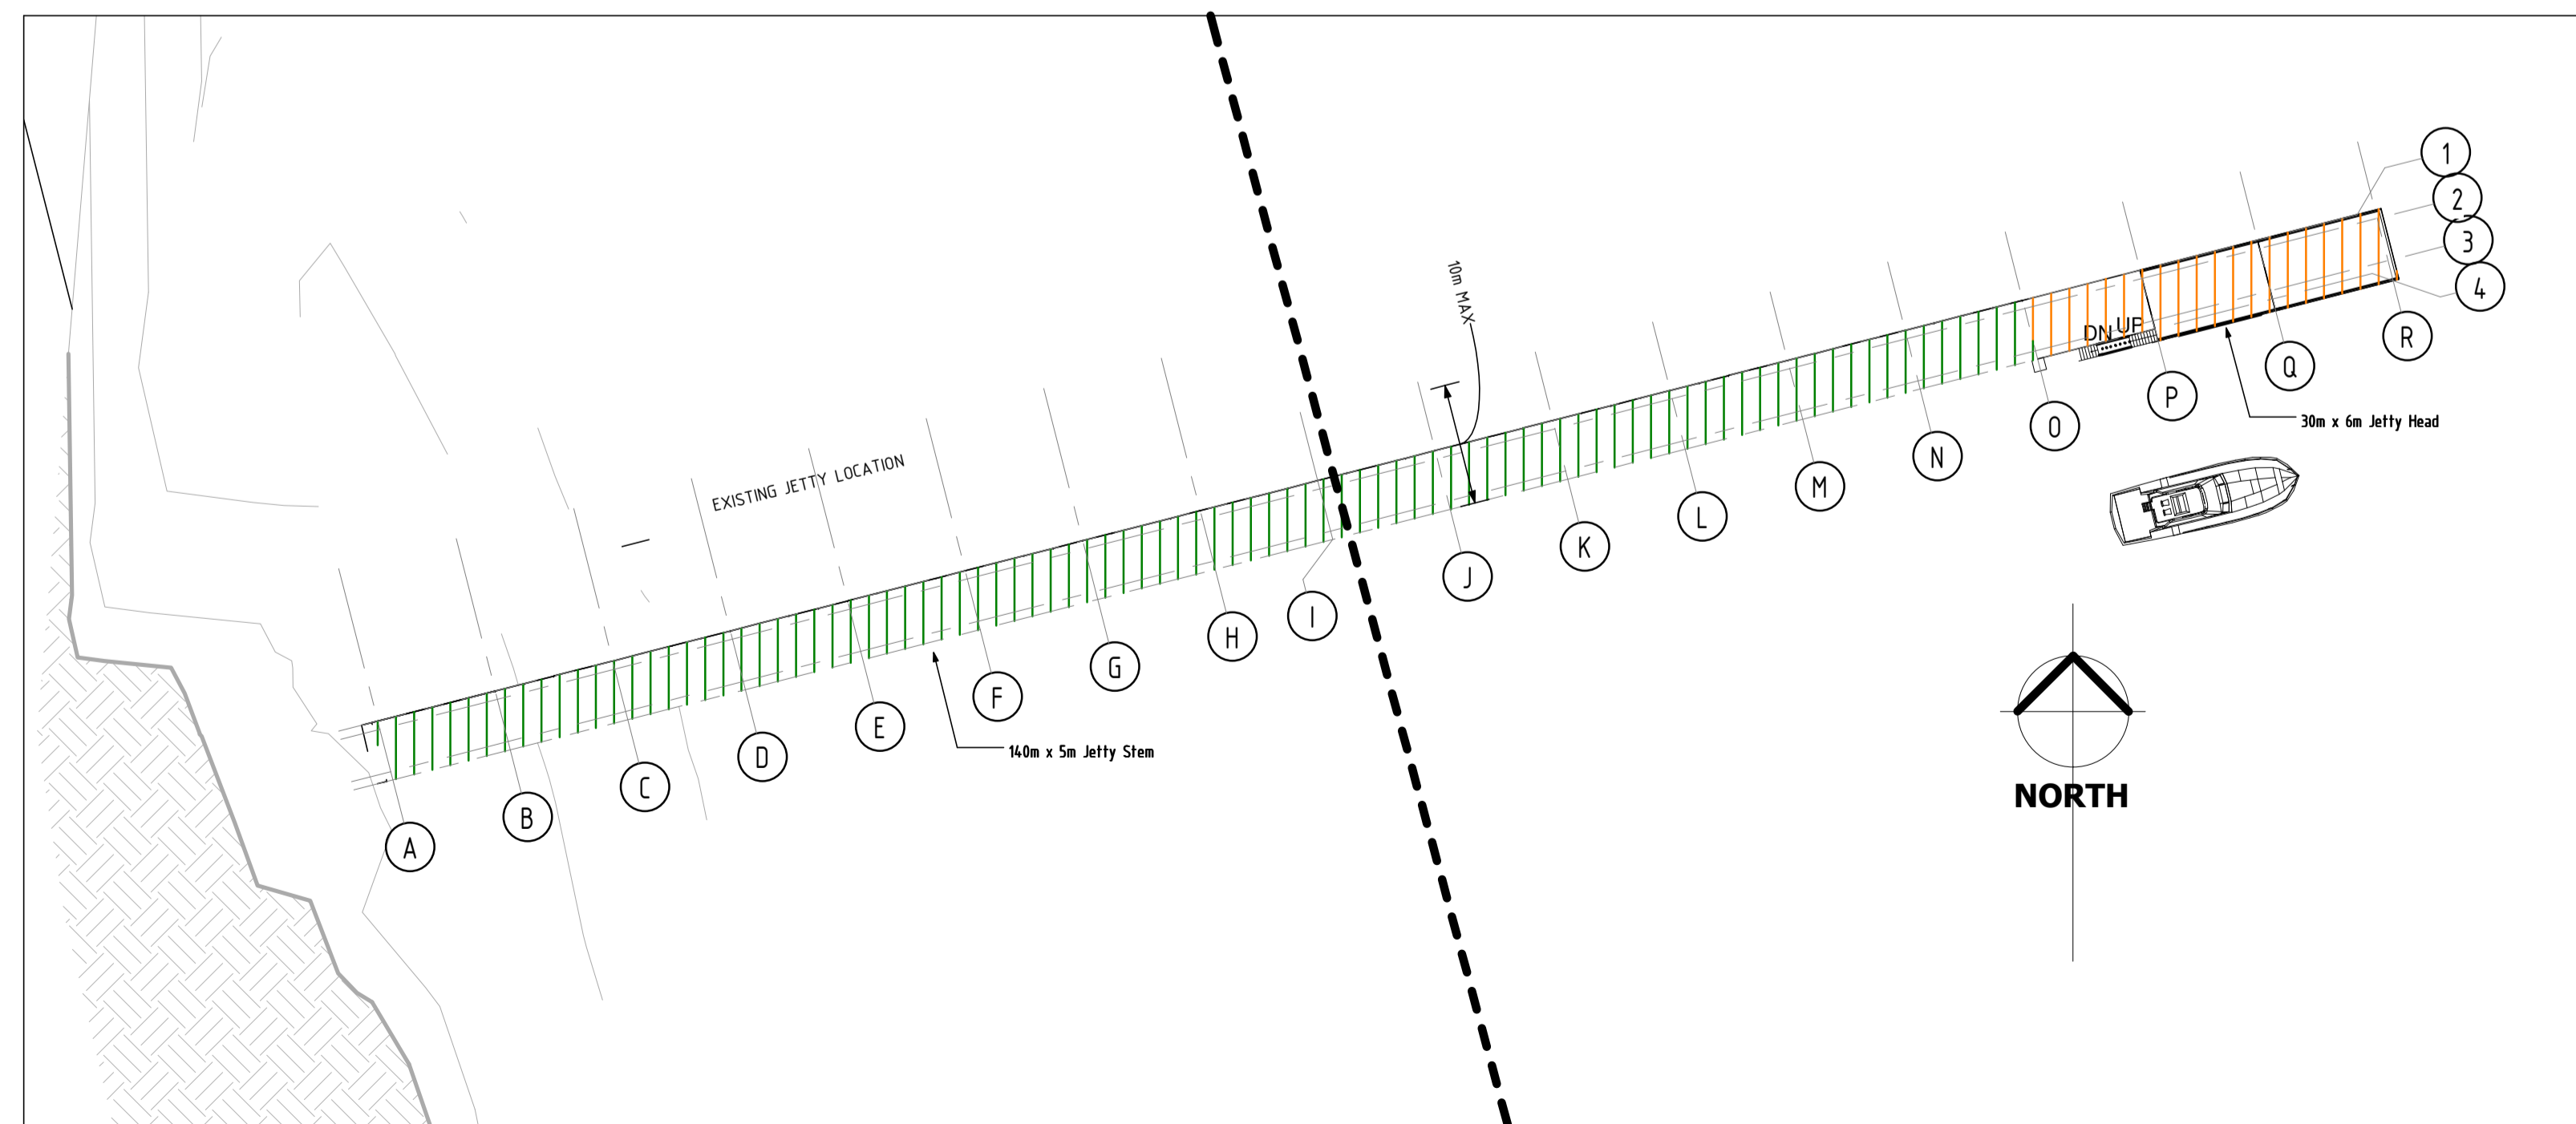 1
2
3
4
10m MAX
DN UP
R
Q
P
O
30m x 6m Jetty Head
N
M
L
K
J
EXISTING JETTY LOCATION
I
H
G
F
E
140m x 5m Jetty Stem
D
C
B
A
NORTH